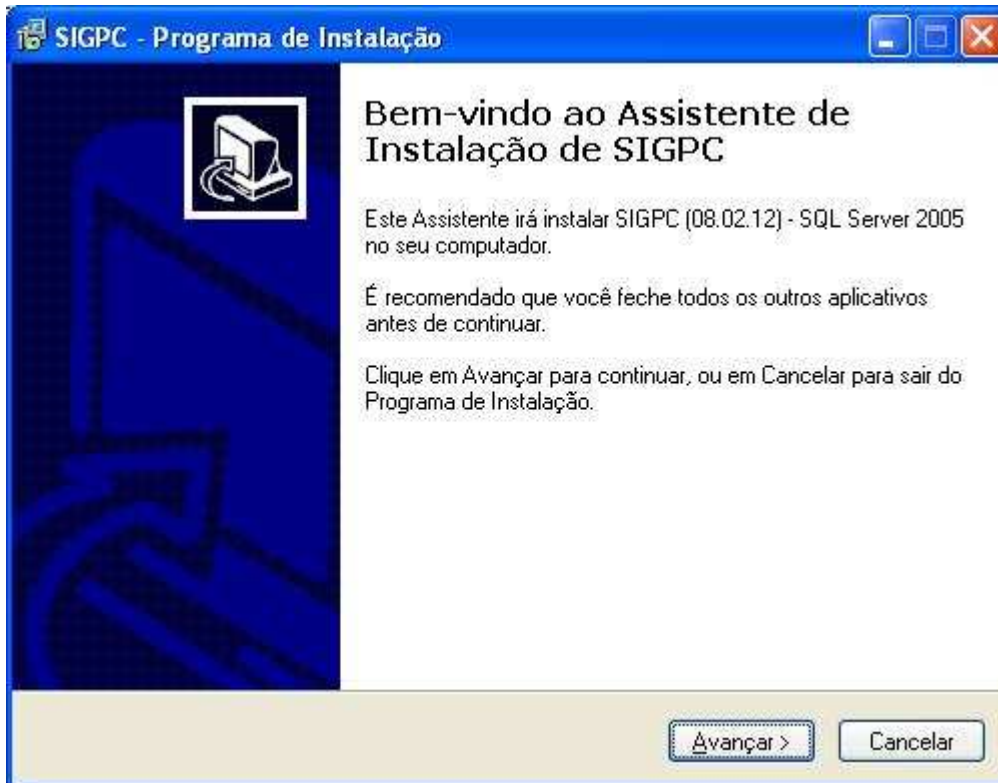 SIGPC - Programa de Instalação
Bem-vindo ao Assistente de
Instalação de SIGPC
Este Assistente irá instalar SIGPC (08.02.12) - SQL Server 2005
no seu computador.
É recomendado que você feche todos os outros aplicativos
antes de continuar.
Clique em Avançar para continuar, ou em Cancelar para sair do
Programa de Instalação.
Avançar >
Cancelar